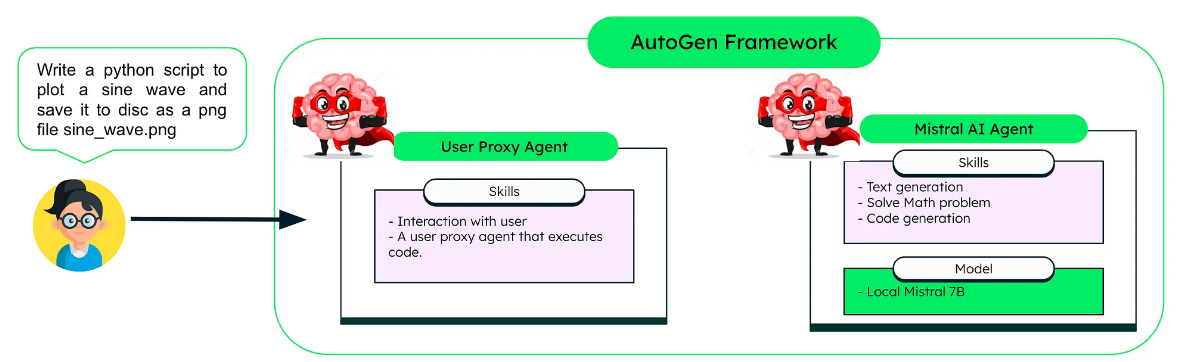 AutoGen Framework
Write a python script to
plot a sine wave and
save it to disc as a png
file sine_wave.png
User Proxy Agent
Skills
- Interaction with user
- A user proxy agent that executes
code.
Mistral AI Agent
Skills
- Text generation
- Solve Math problem
- Code generation
Model
- Local Mistral 7B